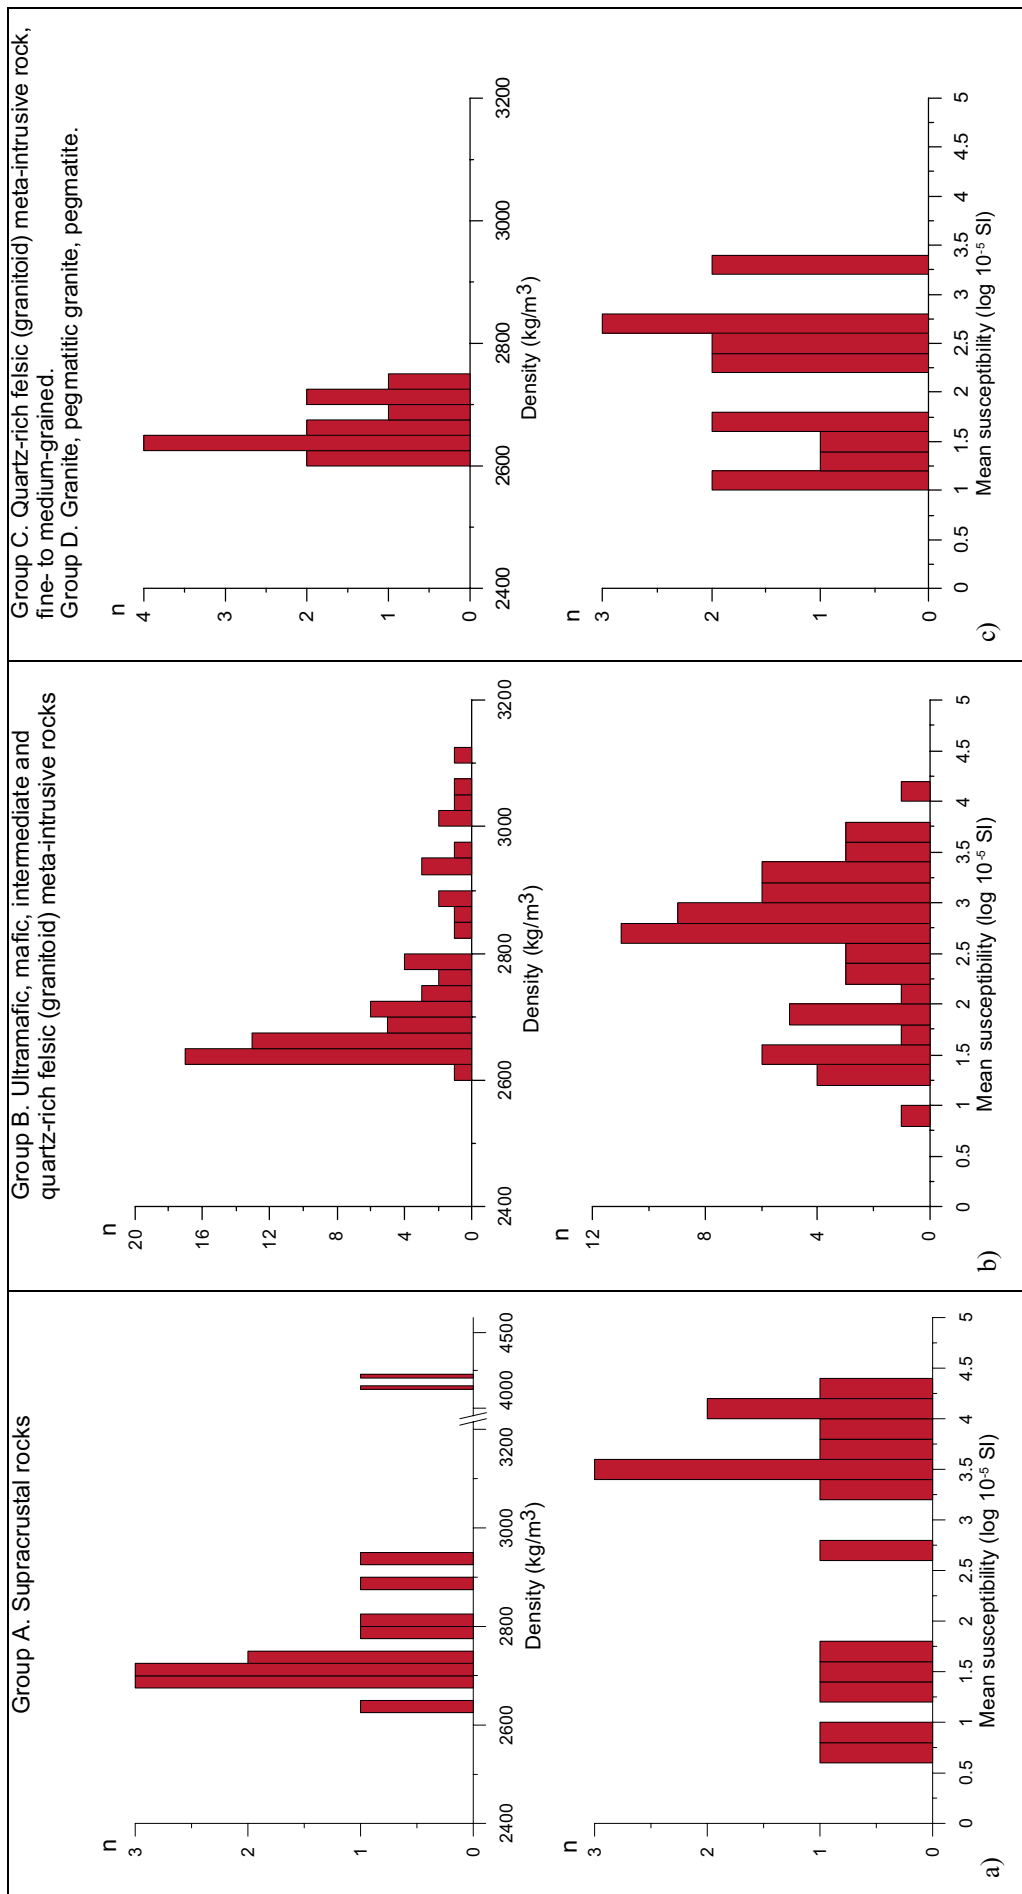 Group A. Supracrustal rocks
n
3
2
1
0
2400 2600 2800 3000 3200 4000 4500
Density (kg/m3)
n
3
2
1
0
0 0.5 1 1.5 2 2.5 3 3.5 4 4.5 5
Mean susceptibility (log 10-5 SI)
a)
Group B. Ultramafic, mafic, intermediate and
quartz-rich felsic (granitoid) meta-intrusive rocks
n
20
16
12
8
4
0
2400 2600 2800 3000 3200
Density (kg/m3)
n
12
8
4
0
0 0.5 1 1.5 2 2.5 3 3.5 4 4.5 5
Mean susceptibility (log 10-5 SI)
b)
Group C. Quartz-rich felsic (granitoid) meta-intrusive rock,
fine- to medium-grained.
Group D. Granite, pegmatitic granite, pegmatite.
n
4
3
2
1
0
2400 2600 2800 3000 3200
Density (kg/m3)
n
3
2
1
0
0 0.5 1 1.5 2 2.5 3 3.5 4 4.5 5
Mean susceptibility (log 10-5 SI)
c)